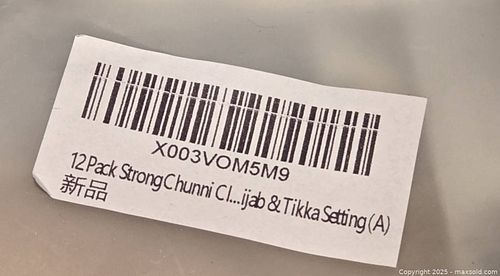 X003VOM5M9
12 Pack Strong Chunni Cl...ijab & Tikka Setting (A)
新品
Copyright 2025 - maxsold.com